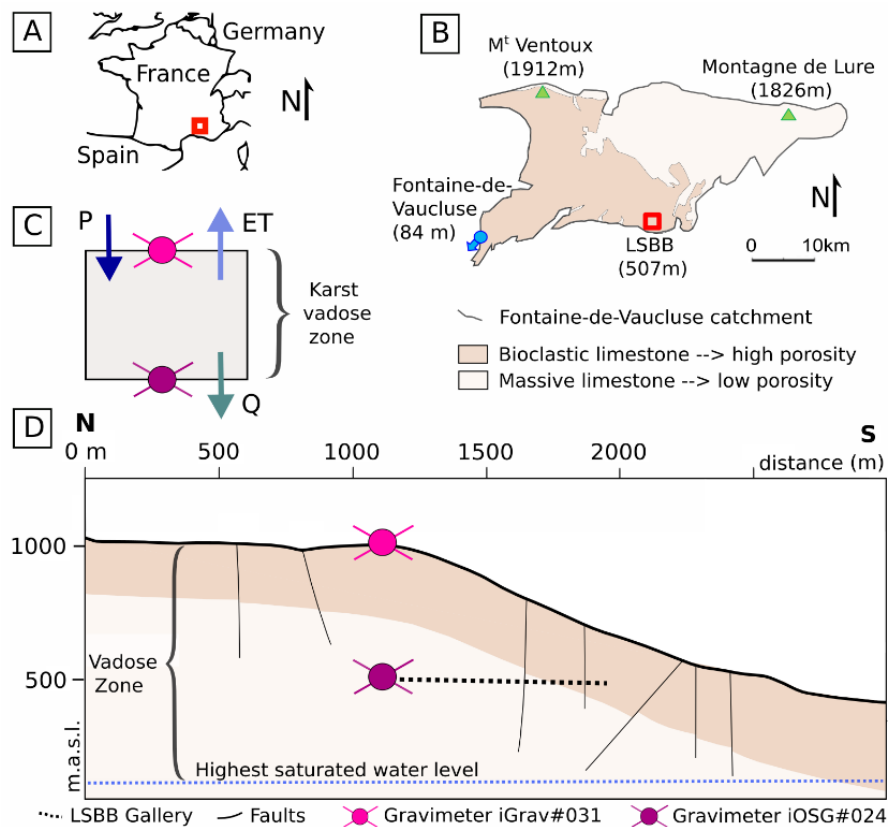 A
Germany
France
N
Spain
B
Mt Ventoux
(1912m)
Montagne de Lure
(1826m)
Fontaine-de-
Vaucluse
(84 m)
N
LSBB
(507m)
0 10km
Fontaine-de-Vaucluse catchment
Bioclastic limestone --> high porosity
Massive limestone --> low porosity
C
P
ET
Karst
vadose
zone
Q
D
N
S
0 m 500 1000 1500 2000 distance (m)
1000
Vadose
Zone
500
m.a.s.l.
Highest saturated water level
LSBB Gallery
Faults
Gravimeter iGrav#031
Gravimeter iOSG#024